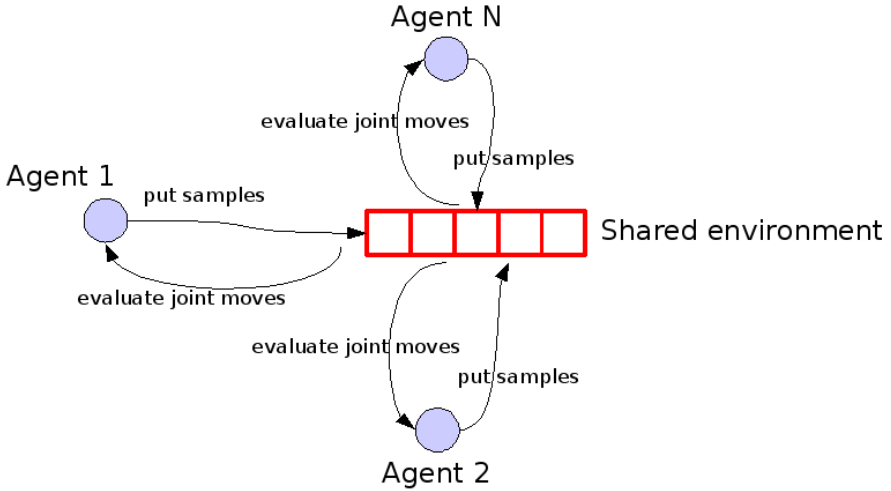 Agent N
evaluate joint moves
put samples
Agent 1
put samples
Shared environment
evaluate joint moves
evaluate joint moves
put samples
Agent 2